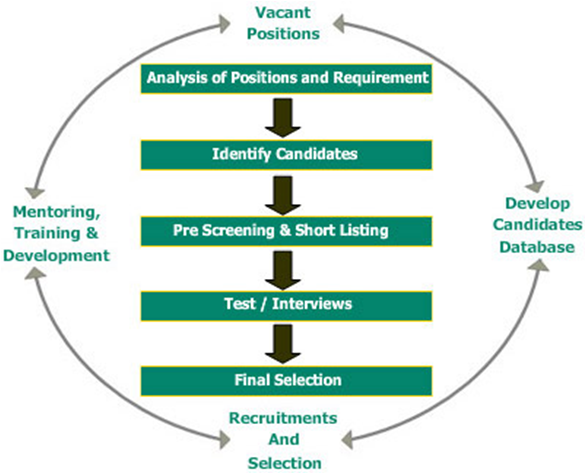 Vacant
Positions
Analysis of Positions and Requirement
Identify Candidates
Mentoring,
Training &
Development
Pre Screening & Short Listing
Develop
Candidates
Database
Test / Interviews
Final Selection
Recruitments
And
Selection